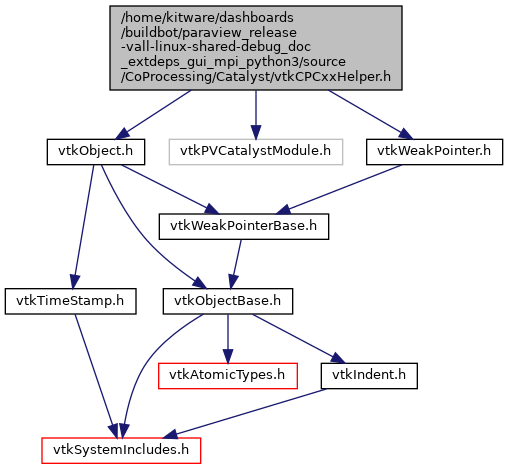 /home/kitware/dashboards
/buildbot/paraview_release
-vall-linux-shared-debug_doc
_extdeps_gui_mpi_python3/source
/CoProcessing/Catalyst/vtkCPCxxHelper.h
vtkObject.h
vtkPVCatalystModule.h
vtkWeakPointer.h
vtkWeakPointerBase.h
vtkTimeStamp.h
vtkObjectBase.h
vtkAtomicTypes.h
vtkIndent.h
vtkSystemIncludes.h